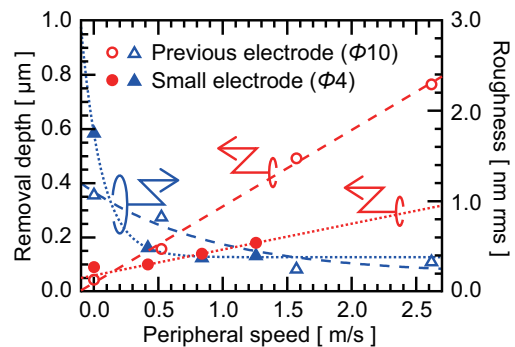 1.0
0.8
0.6
0.4
0.2
0.0
Removal depth [ μm ]
Previous electrode (Φ10)
Small electrode (Φ4)
3.0
2.0
1.0
0.0
Roughness [ nm rms ]
0.0 0.5 1.0 1.5 2.0 2.5
Peripheral speed [ m/s ]